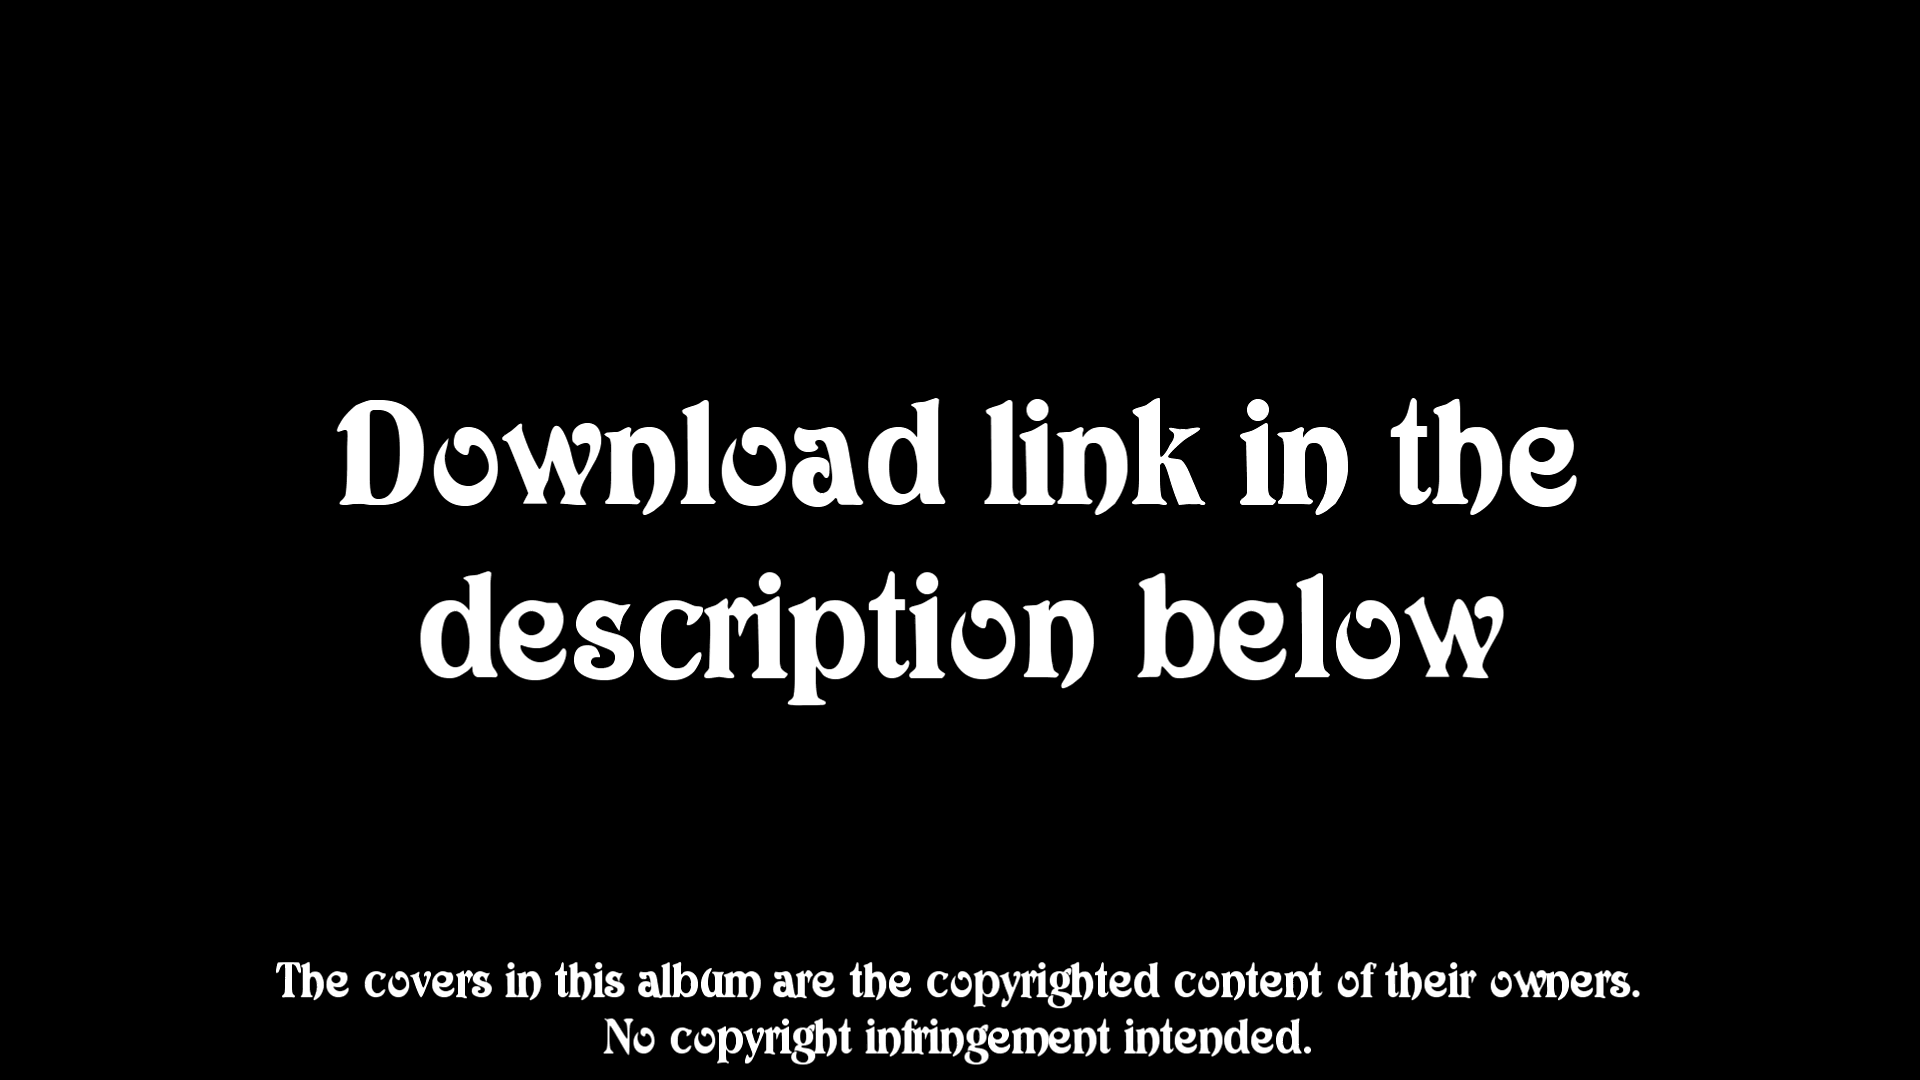 Download link in the
description below
The covers in this album are the copyrighted content of their owners.
No copyright infringement intended.